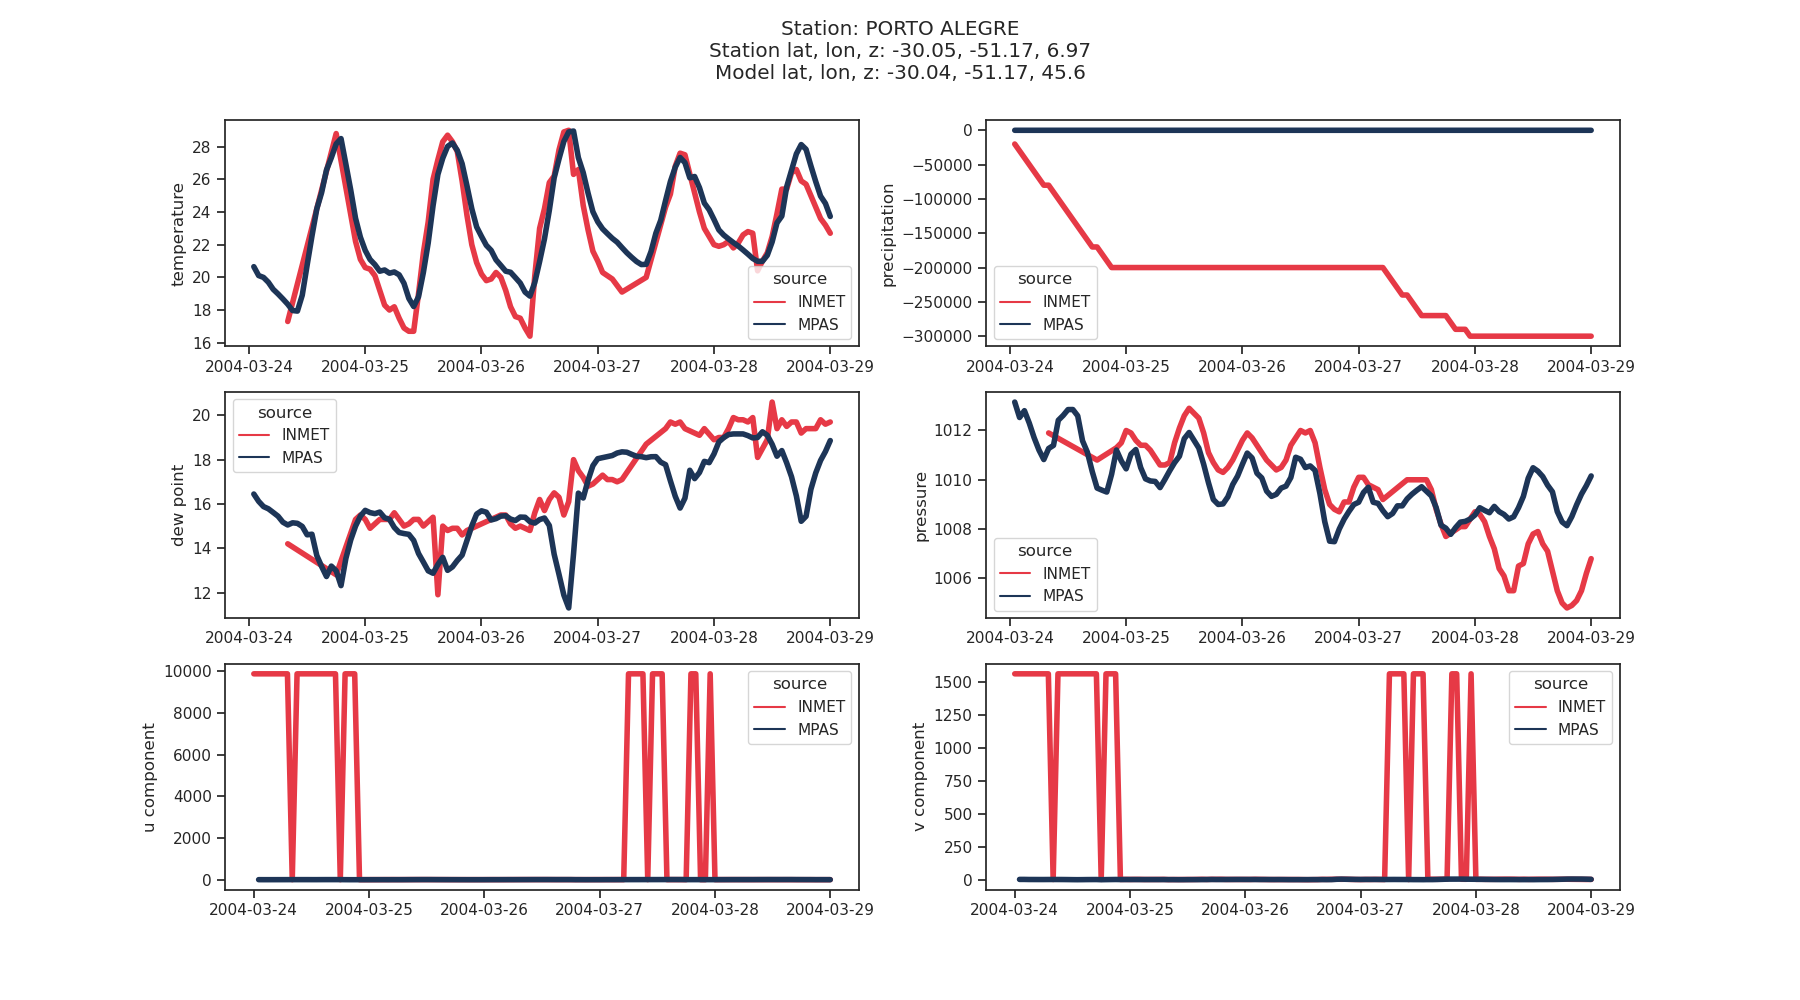 Station: PORTO ALEGRE
Station lat, lon, z: -30.05, -51.17, 6.97
Model lat, lon, z: -30.04, -51.17, 45.6
temperature
28
26
24
22
20
18
16
source
INMET
MPAS
2004-03-24 2004-03-25 2004-03-26 2004-03-27 2004-03-28 2004-03-29
precipitation
0
−50000
−100000
−150000
−200000
−250000
−300000
source
INMET
MPAS
2004-03-24 2004-03-25 2004-03-26 2004-03-27 2004-03-28 2004-03-29
dew point
20
18
16
14
12
source
INMET
MPAS
2004-03-24 2004-03-25 2004-03-26 2004-03-27 2004-03-28 2004-03-29
pressure
1012
1010
1008
1006
source
INMET
MPAS
2004-03-24 2004-03-25 2004-03-26 2004-03-27 2004-03-28 2004-03-29
u component
10000
8000
6000
4000
2000
0
source
INMET
MPAS
2004-03-24 2004-03-25 2004-03-26 2004-03-27 2004-03-28 2004-03-29
v component
1500
1250
1000
750
500
250
0
source
INMET
MPAS
2004-03-24 2004-03-25 2004-03-26 2004-03-27 2004-03-28 2004-03-29